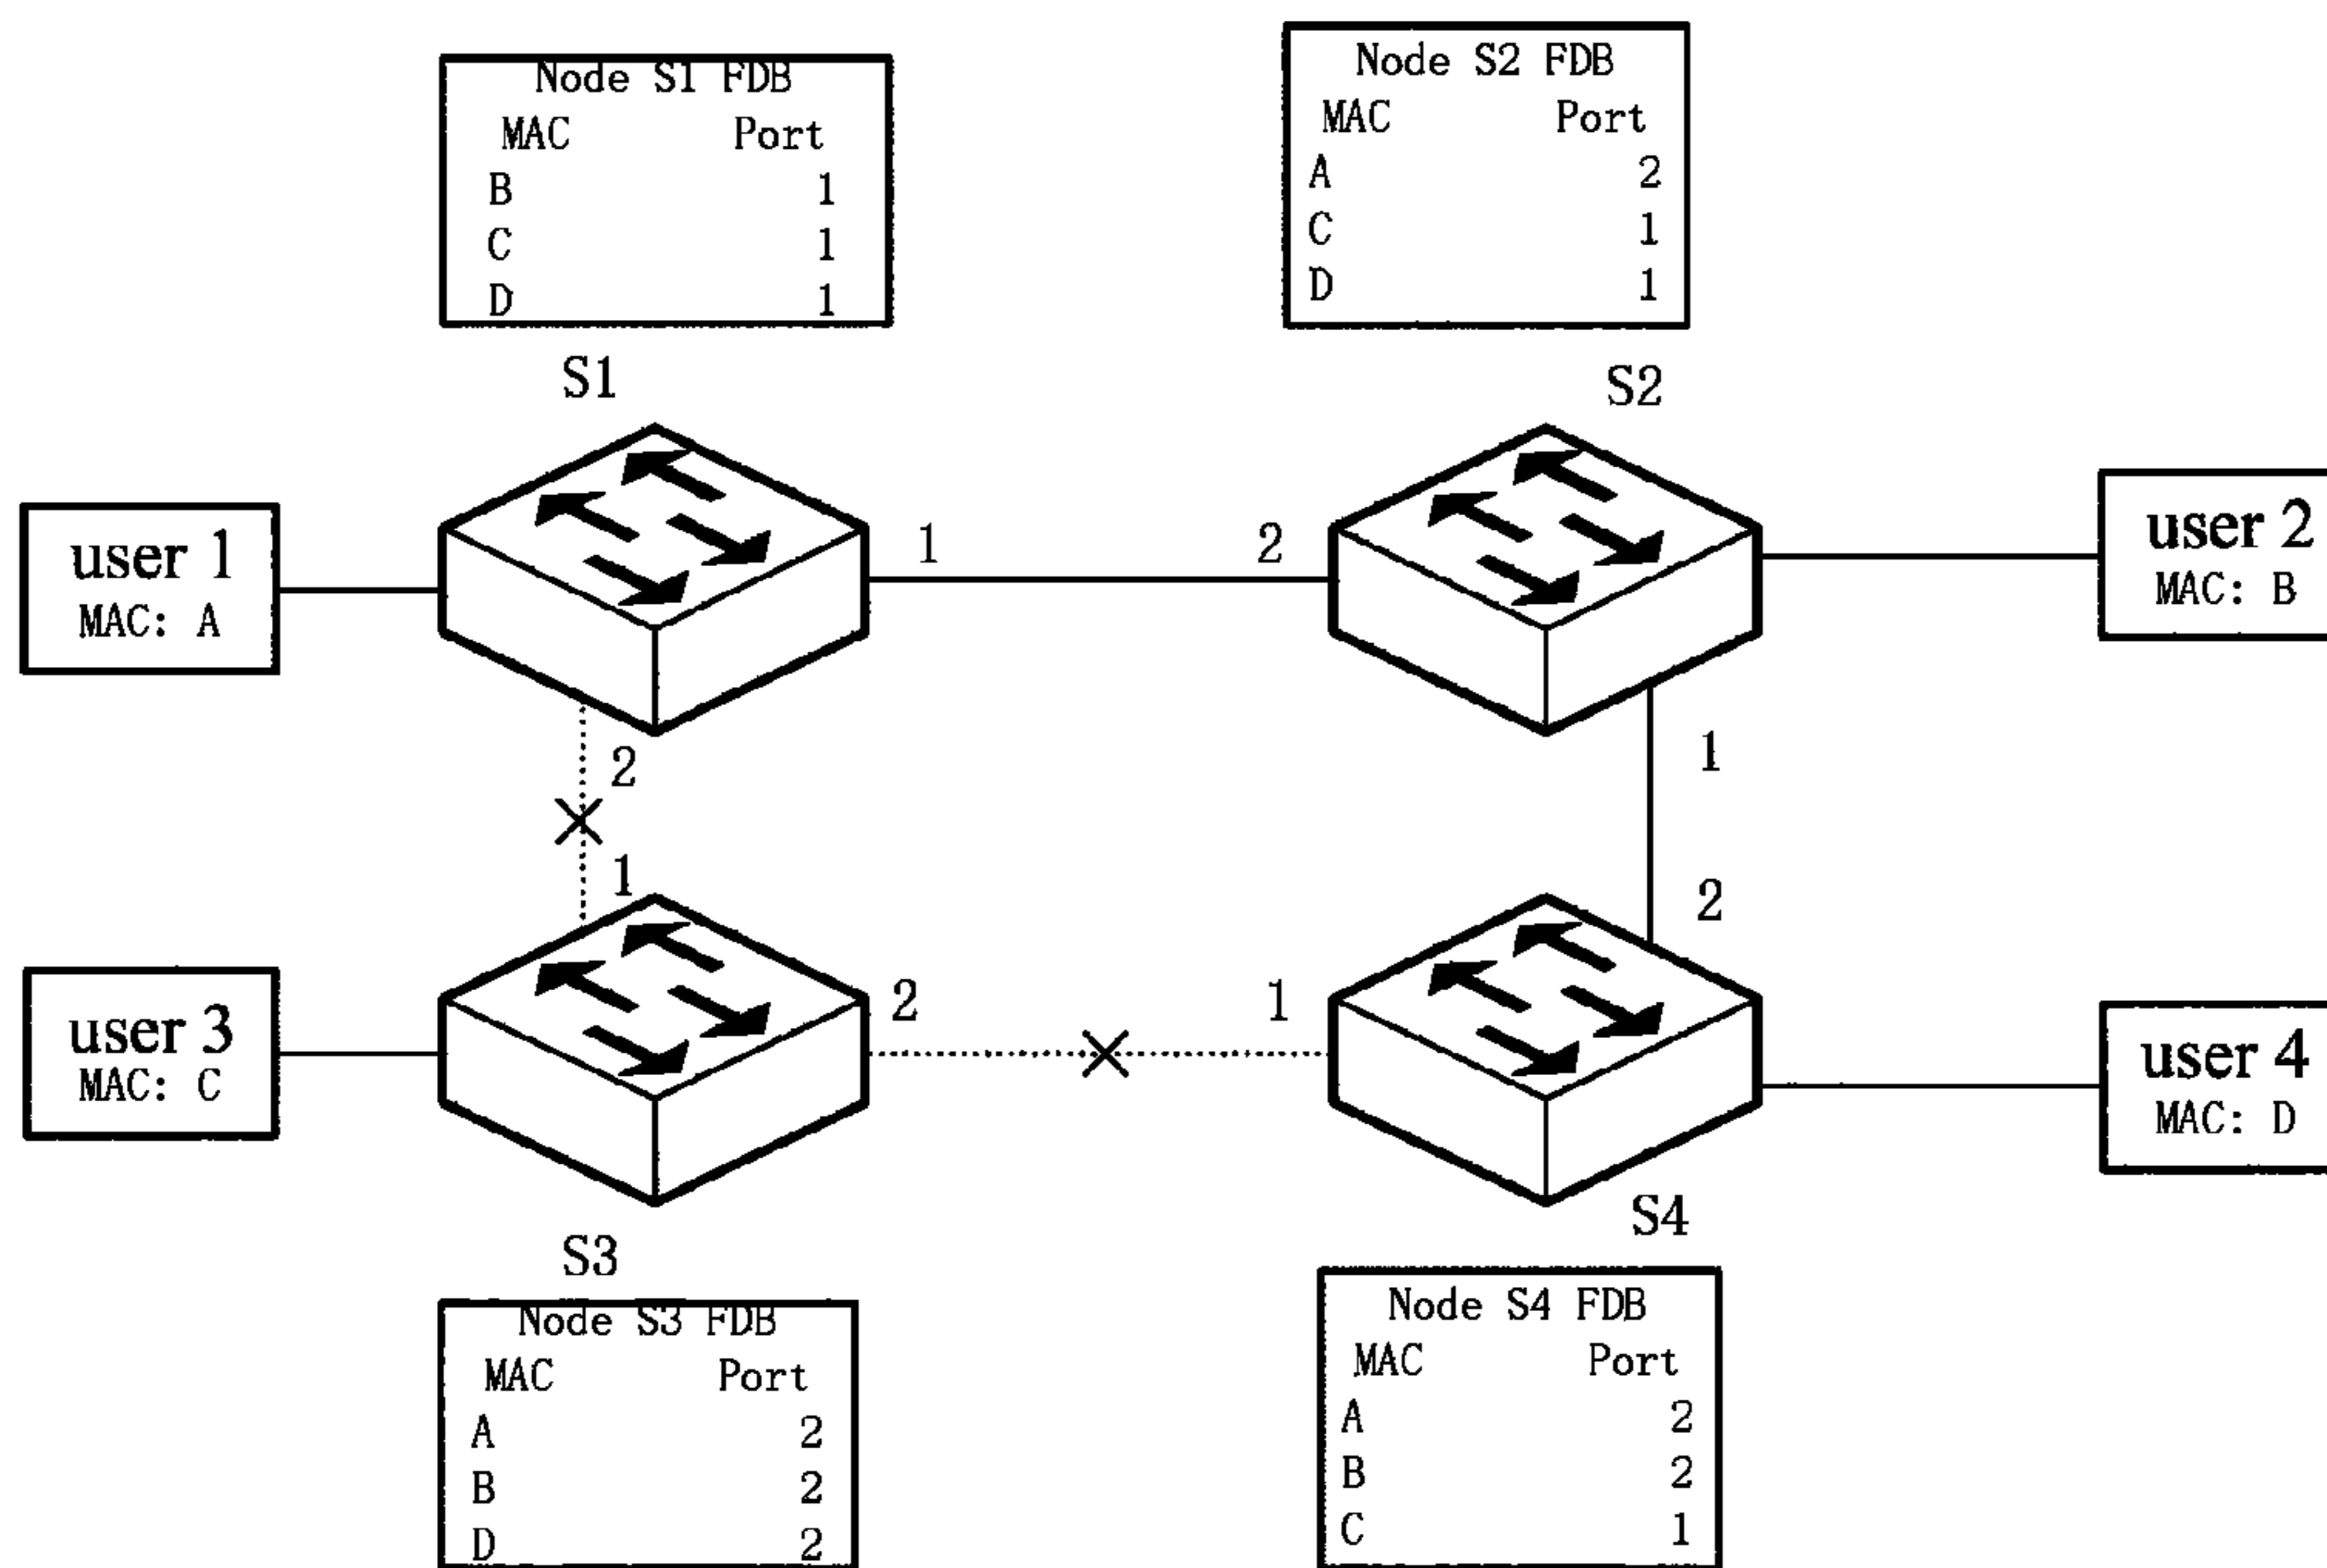 Node S1 FDB
MAC Port
B 1
C 1
D 1
Node S2 FDB
MAC Port
A 2
C 1
D 1
S1
S2
user 1
MAC: A
1
2
user 2
MAC: B
2
1
1
2
user 3
MAC: C
2
1
user 4
MAC: D
S3
S4
Node S3 FDB
MAC Port
A 2
B 2
D 2
Node S4 FDB
MAC Port
A 2
B 2
C 1